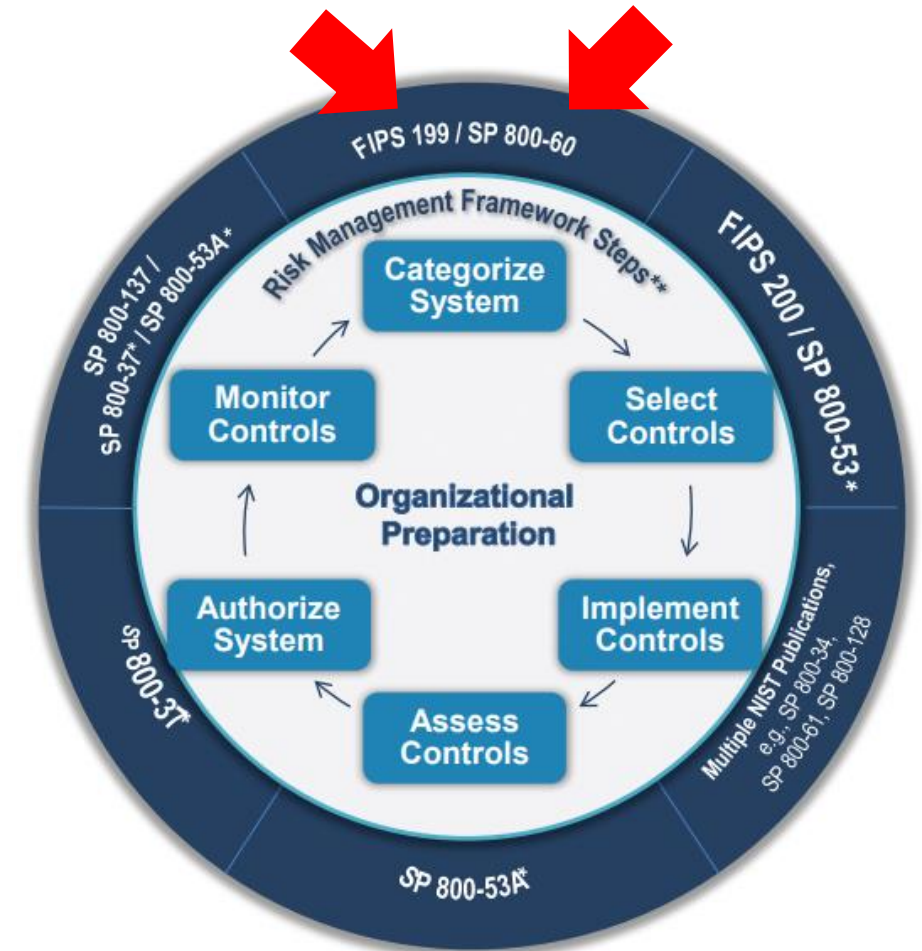 FIPS 199 / SP 800-60
FIPS 200 / SP 800-53*
Multiple NIST Publications,
e.g., SP 800-34,
SP 800-61, SP 800-128
SP 800-53A*
SP 800-37*
SP 800-137 /
SP 800-37* / SP 800-53A*
Risk Management Framework Steps**
Categorize
System
Select
Controls
Implement
Controls
Assess
Controls
Authorize
System
Monitor
Controls
Organizational
Preparation